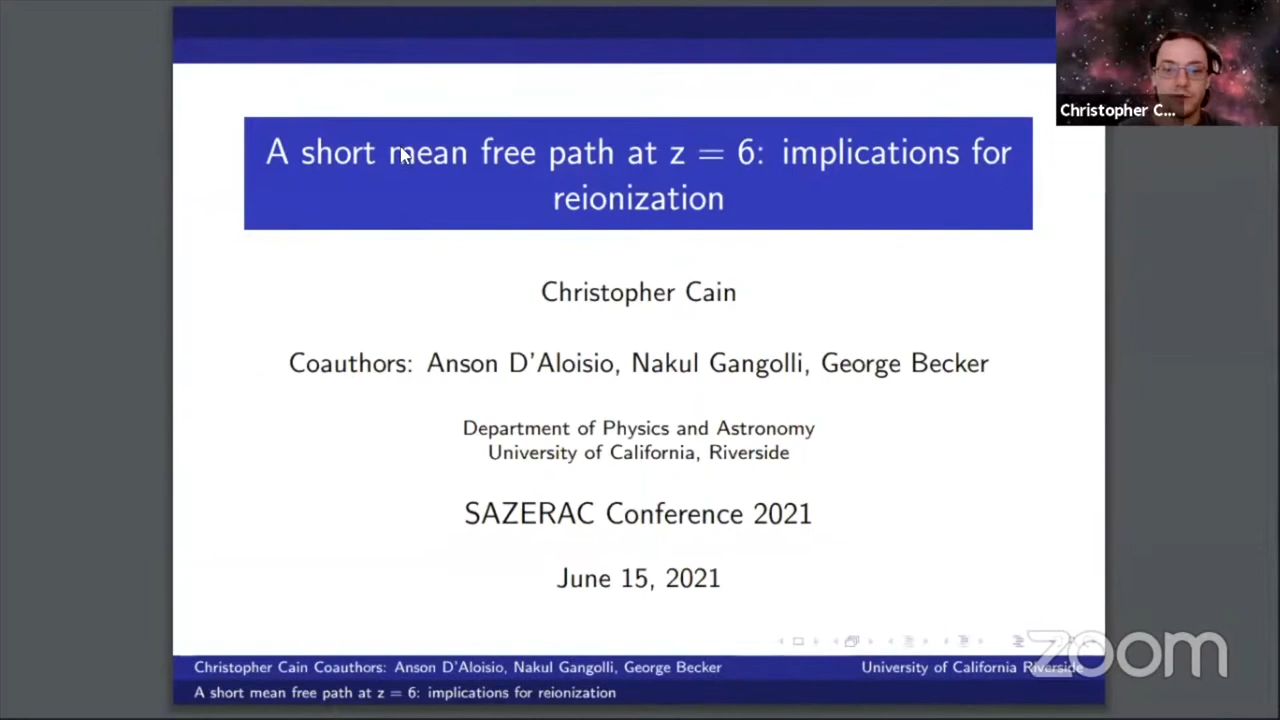 A short mean free path at z = 6: implications for
reionization
Christopher C...
Christopher Cain
Coauthors: Anson D'Aloisio, Nakul Gangolli, George Becker
Department of Physics and Astronomy
University of California, Riverside
SAZERAC Conference 2021
June 15, 2021
zoom
Christopher Cain Coauthors: Anson D'Aloisio, Nakul Gangolli, George Becker
University of California Riverside
A short mean free path at z = 6: implications for reionization